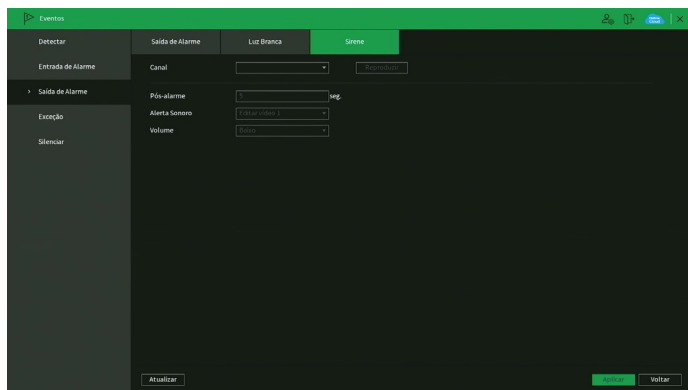 Eventos
Detectar
Entrada de Alarme
Saída de Alarme
Exceção
Silenciar
Saída de Alarme
Luz Branca
Sirene
Canal
Reproduzir
Pós-alarme
5
seg.
Alerta Sonoro
Editar vídeo 1
Volume
Baixo
Atualizar
Aplicar
Voltar